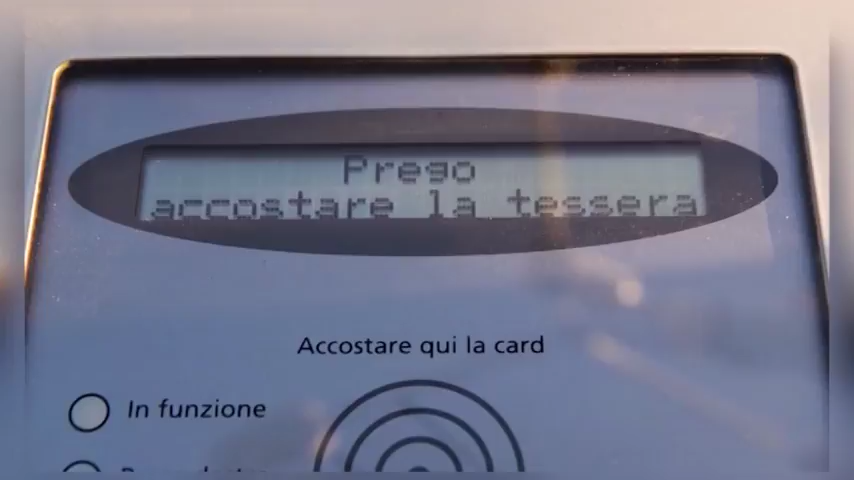 Prego
accostare la tessera
Accostare qui la card
In funzione